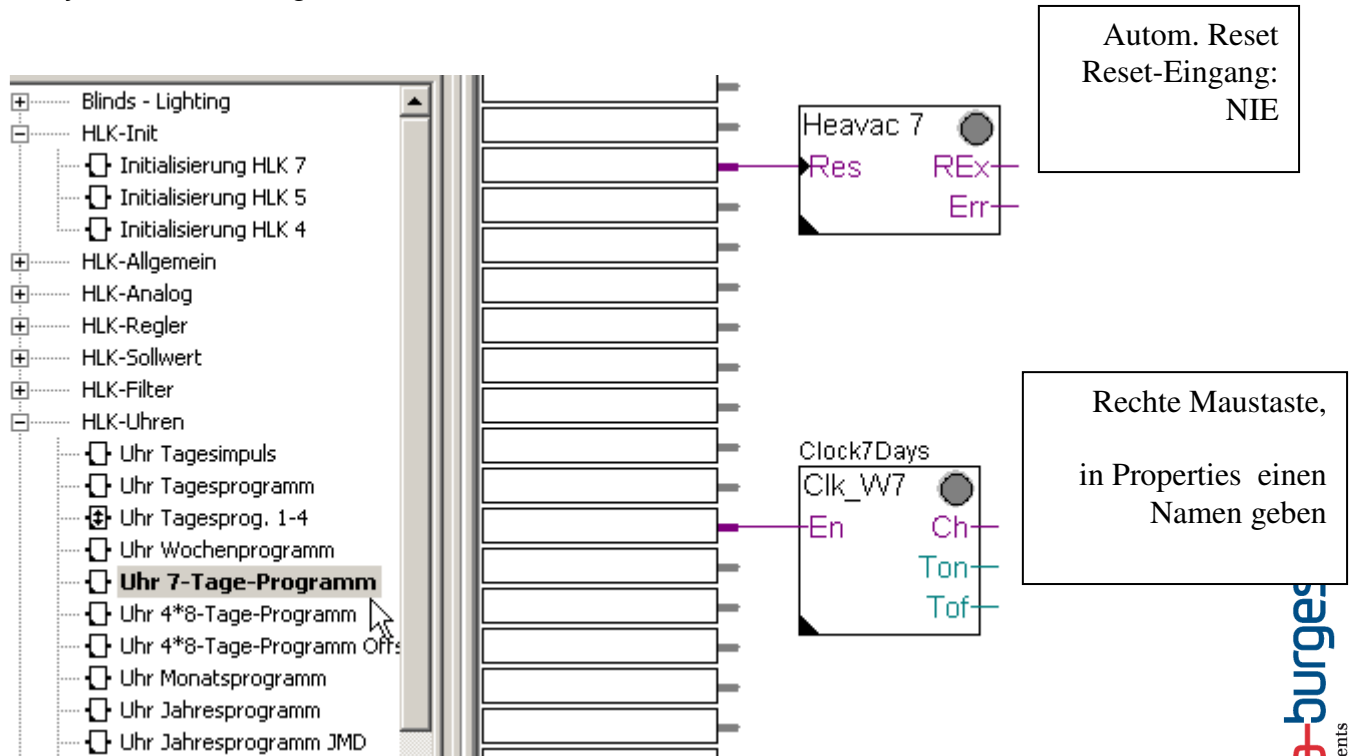 Autom. Reset
Reset-Eingang:
NIE
Blinds - Lighting
HLK-Init
Initialisierung HLK 7
Initialisierung HLK 5
Initialisierung HLK 4
HLK-Allgemein
HLK-Analog
HLK-Regler
HLK-Sollwert
HLK-Filter
HLK-Uhren
Uhr Tagesimpuls
Uhr Tagesprogramm
Uhr Tagesprog. 1-4
Uhr Wochenprogramm
Uhr 7-Tage-Programm
Uhr 4*8-Tage-Programm
Uhr 4*8-Tage-Programm Offs
Uhr Monatsprogramm
Uhr Jahresprogramm
Uhr Jahresprogramm JMD
Heavac 7
Res REx
Err
Clock7Days
Clk_W7
En Ch
Ton
Tof
Rechte Maustaste,
in Properties einen
Namen geben
burges
ents